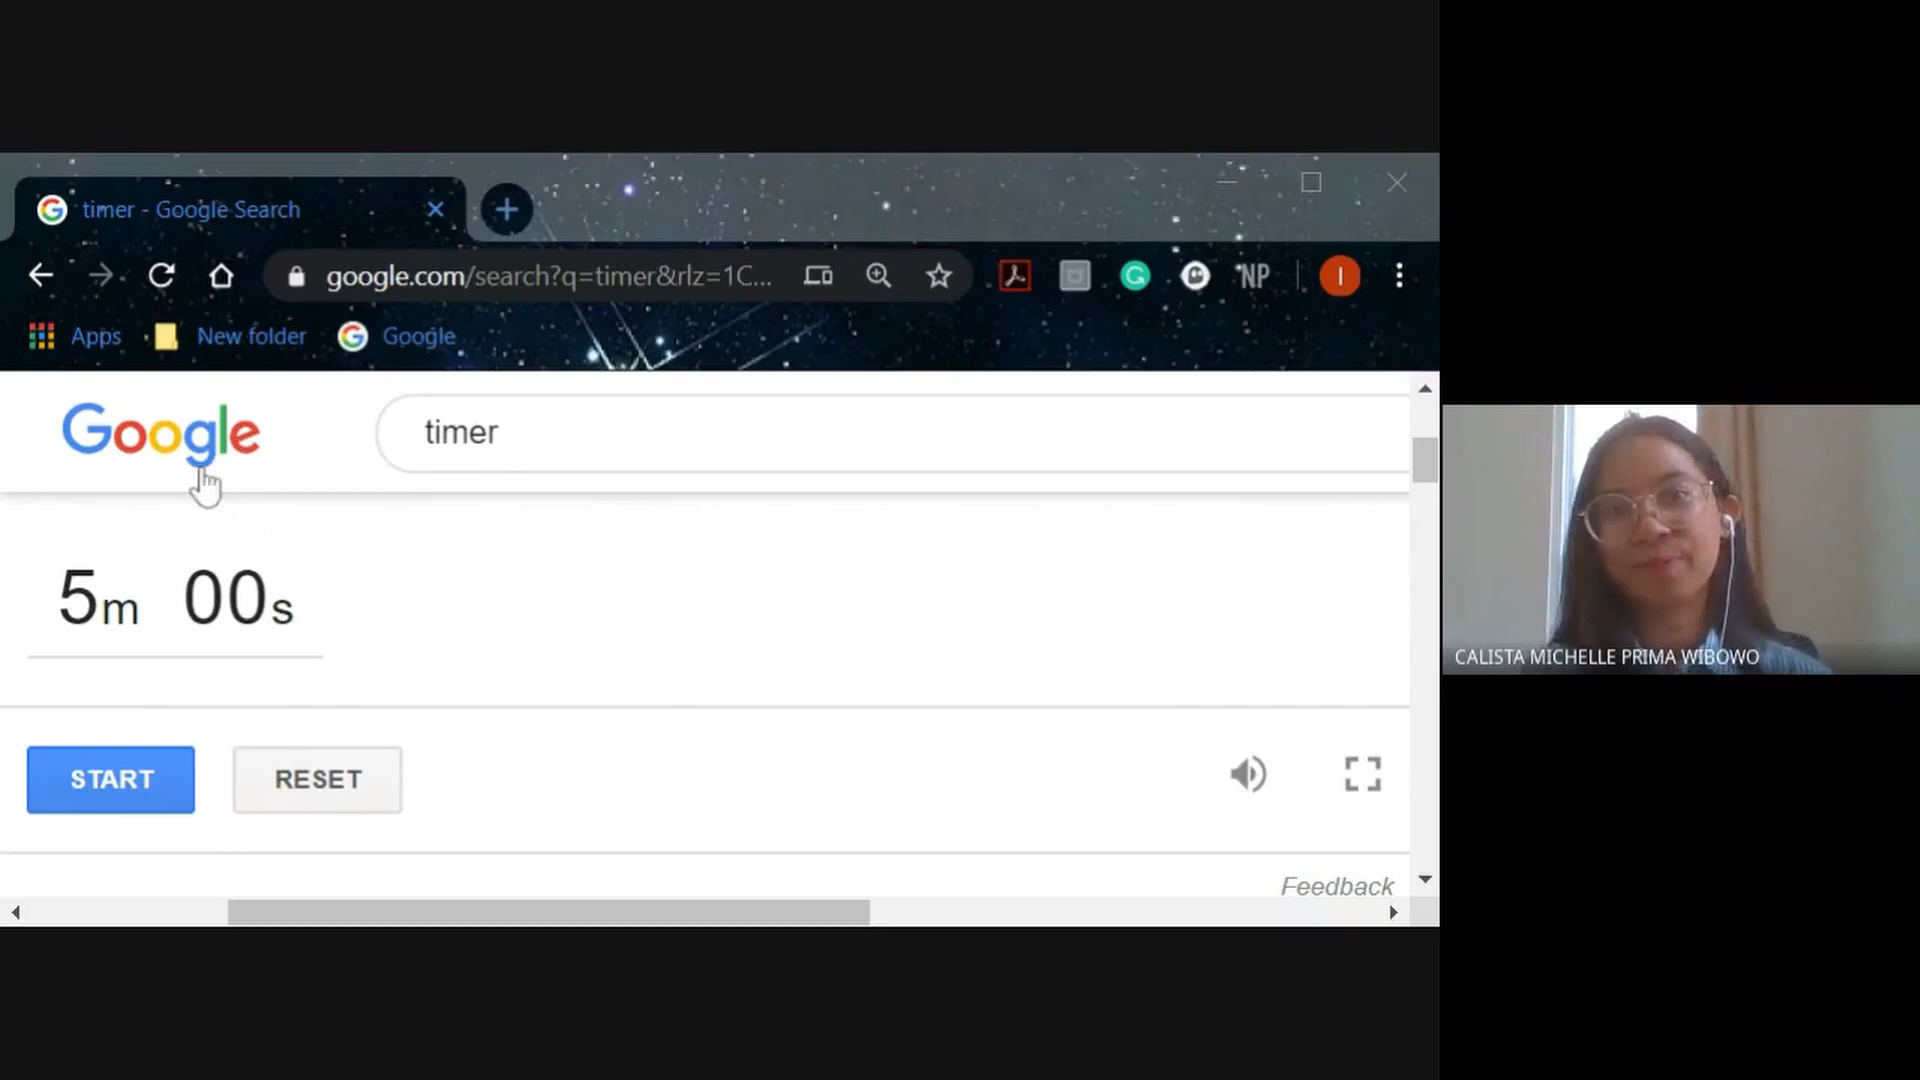 timer - Google Search
google.com/search?q=timer&rlz=1C...
NP
I
Apps
New folder
Google
Google
timer
5m 00s
START
RESET
Feedback
CALISTA MICHELLE PRIMA WIBOWO